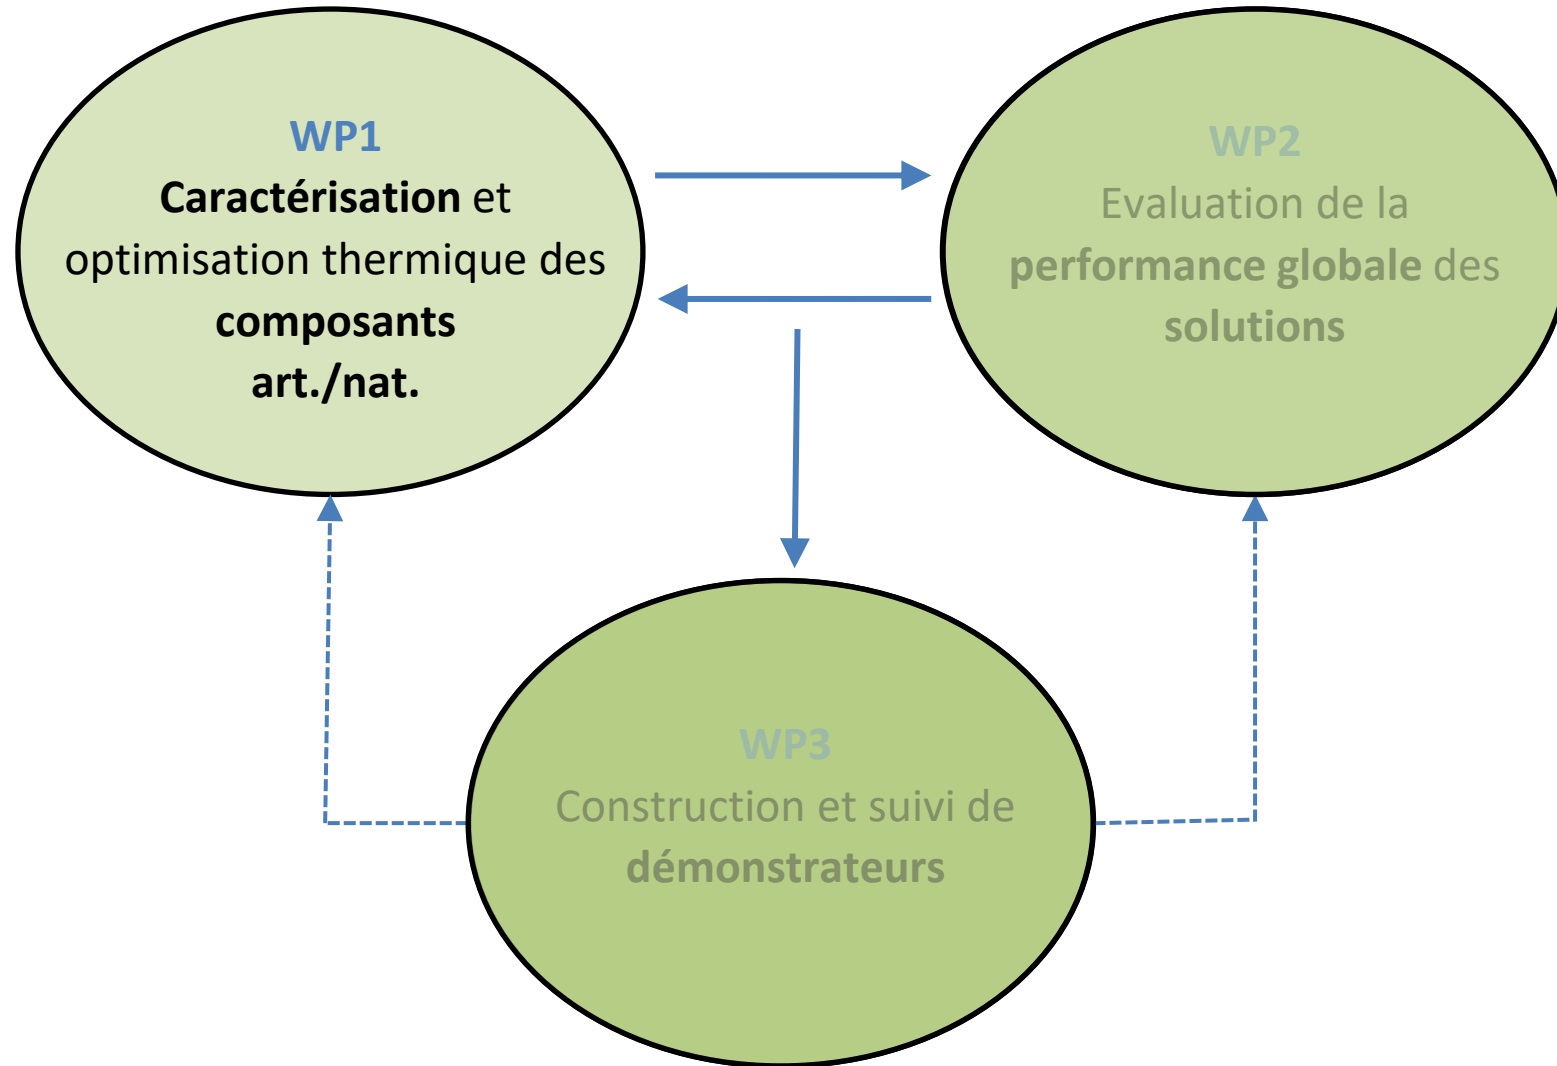 WP1
Caractérisation et
optimisation thermique des
composants
art./nat.
WP2
Evaluation de la
performance globale des
solutions
WP3
Construction et suivi de
démonstrateurs